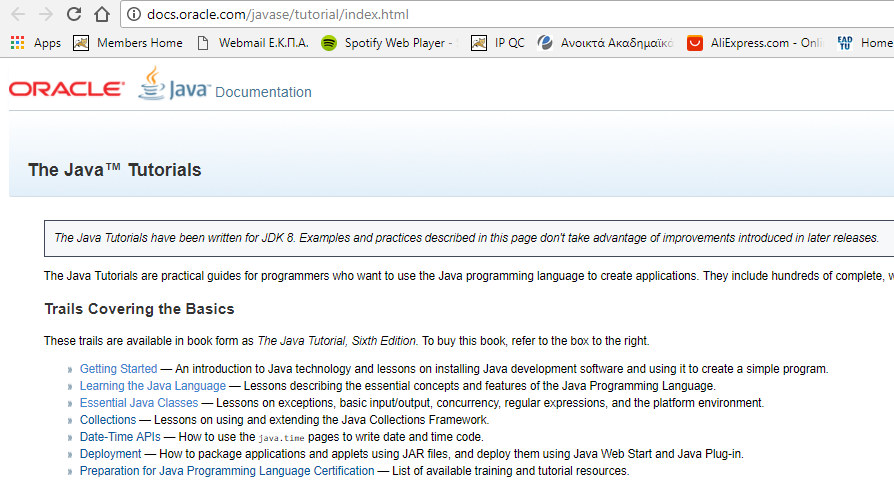 docs.oracle.com/javase/tutorial/index.html
Apps Members Home Webmail Ε.Κ.Π.Α. Spotify Web Player - IP QC Ανοικτά Ακαδημαϊκά AliExpress.com - Onli EAD TU Home
ORACLE Java™ Documentation
The Java™ Tutorials
The Java Tutorials have been written for JDK 8. Examples and practices described in this page don't take advantage of improvements introduced in later releases.
The Java Tutorials are practical guides for programmers who want to use the Java programming language to create applications. They include hundreds of complete, w
Trails Covering the Basics
These trails are available in book form as The Java Tutorial, Sixth Edition. To buy this book, refer to the box to the right.
» Getting Started — An introduction to Java technology and lessons on installing Java development software and using it to create a simple program.
» Learning the Java Language — Lessons describing the essential concepts and features of the Java Programming Language.
» Essential Java Classes — Lessons on exceptions, basic input/output, concurrency, regular expressions, and the platform environment.
» Collections — Lessons on using and extending the Java Collections Framework.
» Date-Time APIs — How to use the java.time pages to write date and time code.
» Deployment — How to package applications and applets using JAR files, and deploy them using Java Web Start and Java Plug-in.
» Preparation for Java Programming Language Certification — List of available training and tutorial resources.